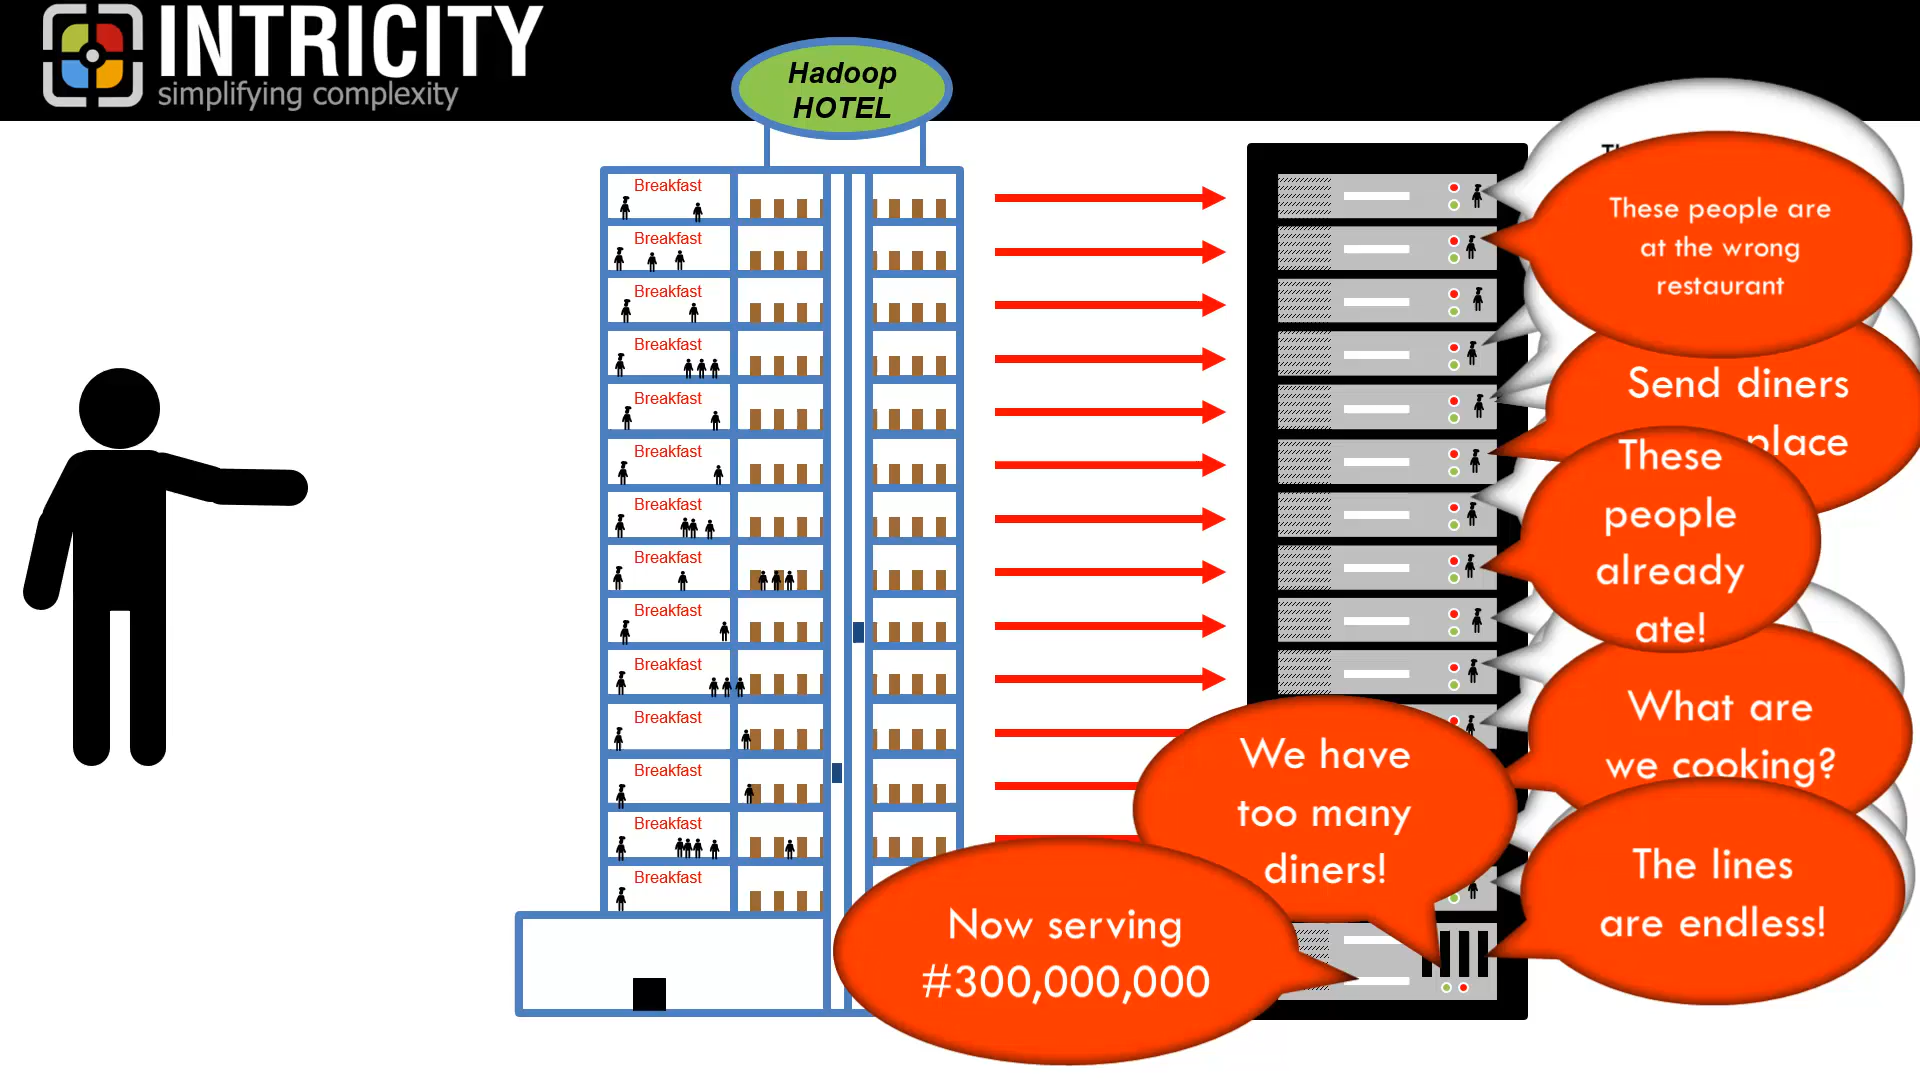 INTRICITY
simplifying complexity
Hadoop
HOTEL
Breakfast
Breakfast
Breakfast
Breakfast
Breakfast
Breakfast
Breakfast
Breakfast
Breakfast
Breakfast
Breakfast
Breakfast
Breakfast
Breakfast
These people are
at the wrong
restaurant
Send diners
place
These
people
already
ate!
What are
we cooking?
We have
too many
diners!
The lines
are endless!
Now serving
#300,000,000